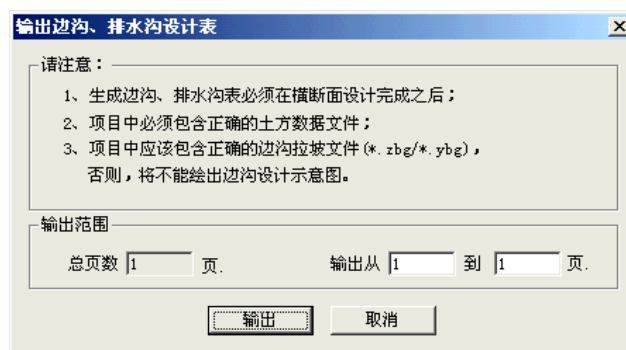 输出边沟、排水沟设计表
请注意：
1、生成边沟、排水沟表必须在横断面设计完成之后；
2、项目中必须包含正确的土方数据文件；
3、项目中应该包含正确的边沟拉坡文件(*.zbg/*.ybg)，
否则，将不能绘出边沟设计示意图。
输出范围
总页数 1 页. 输出从 1 到 1 页.
输出 取消